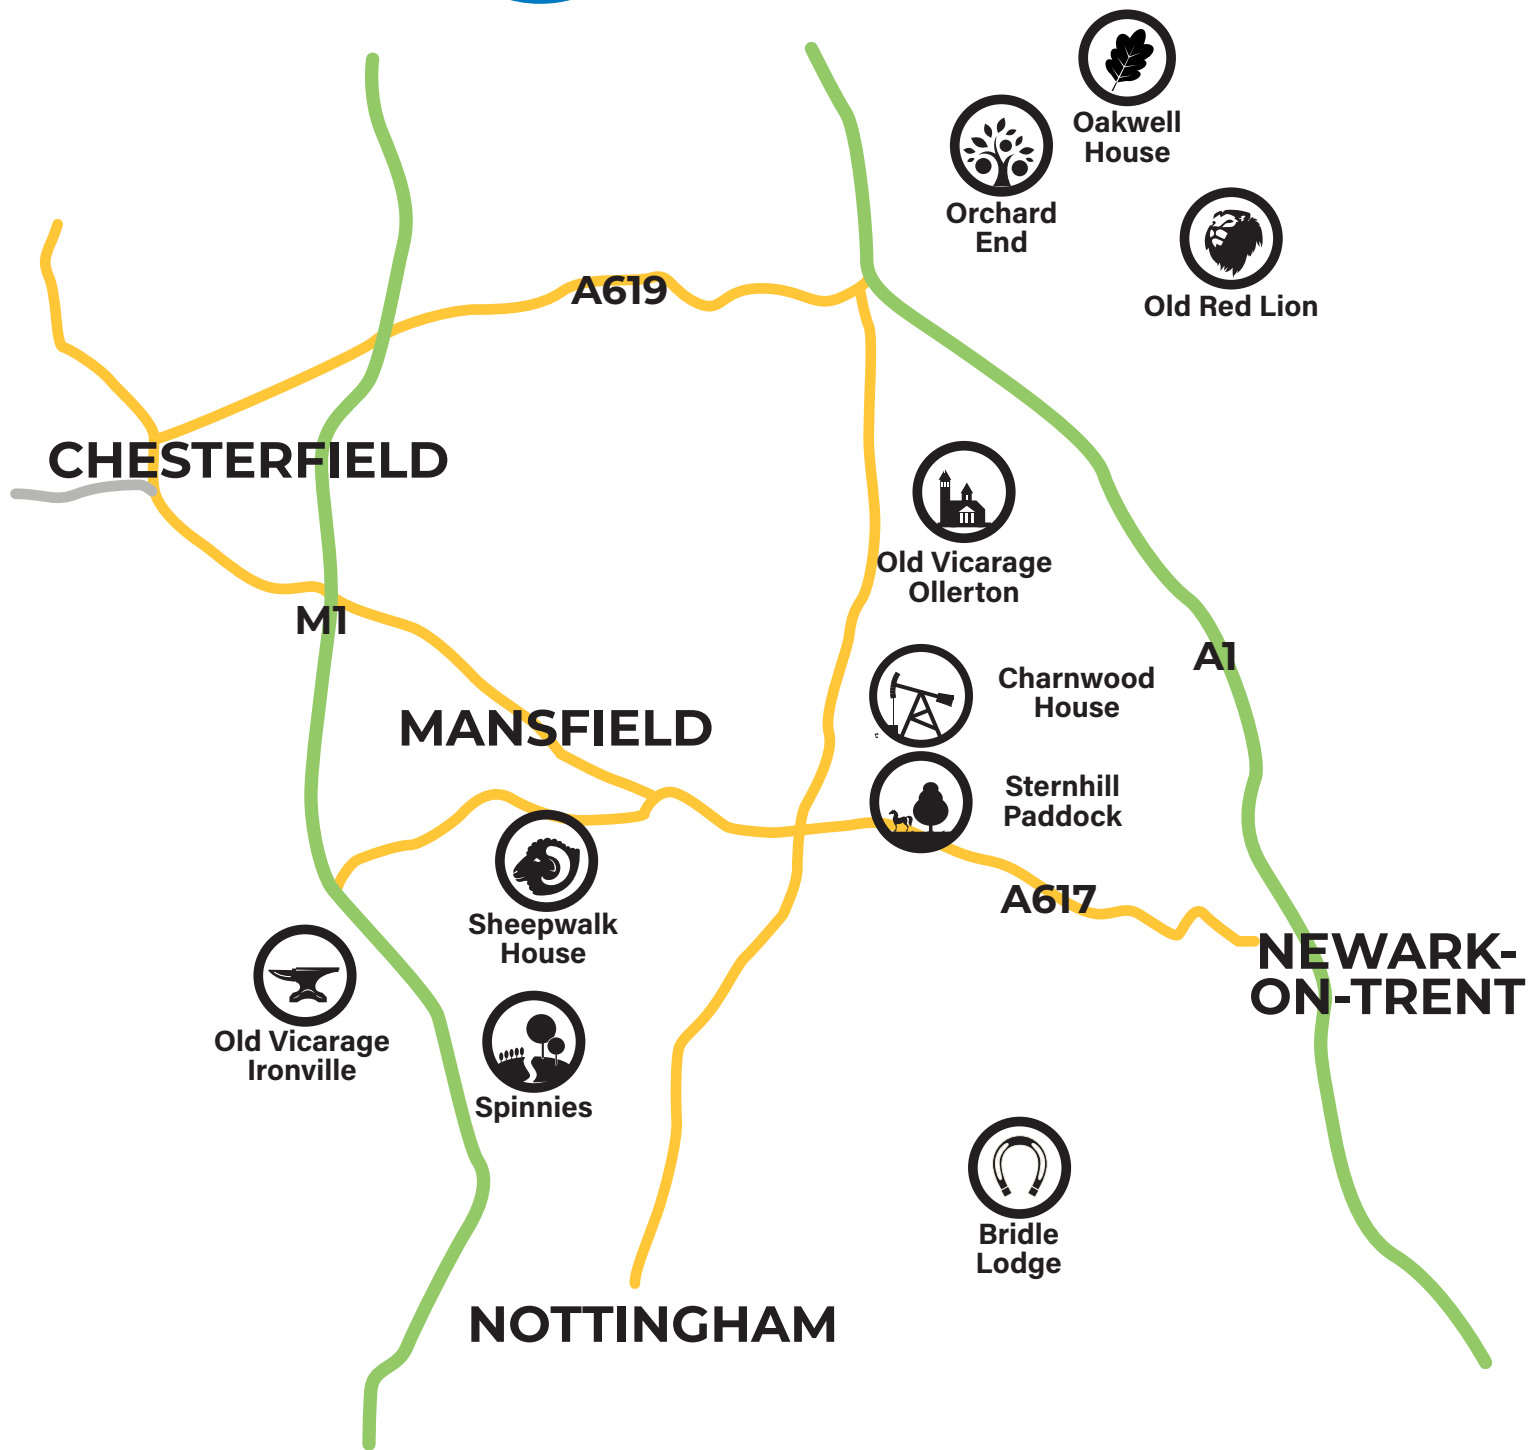 Oakwell
House
Orchard
End
Old Red Lion
A619
CHESTERFIELD
Old Vicarage
Ollerton
M1
A1
Charnwood
House
MANSFIELD
Sternhill
Paddock
A617
Sheepwalk
House
NEWARK-
ON-TRENT
Old Vicarage
Ironville
Spinnies
Bridle
Lodge
NOTTINGHAM